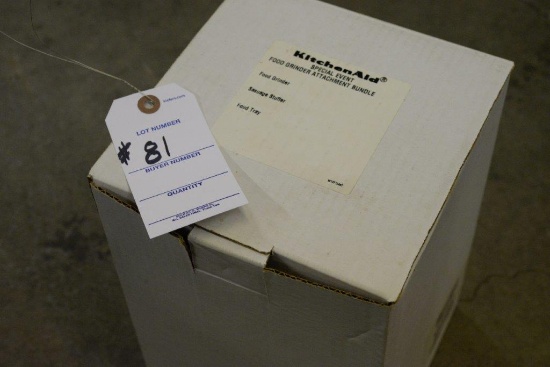 KitchenAid®
SPECIAL EVENT
FOOD GRINDER ATTACHMENT BUNDLE
Food Grinder
Sausage Stuffer
Food Tray
LOT NUMBER
# 81
BUYER NUMBER
QUANTITY